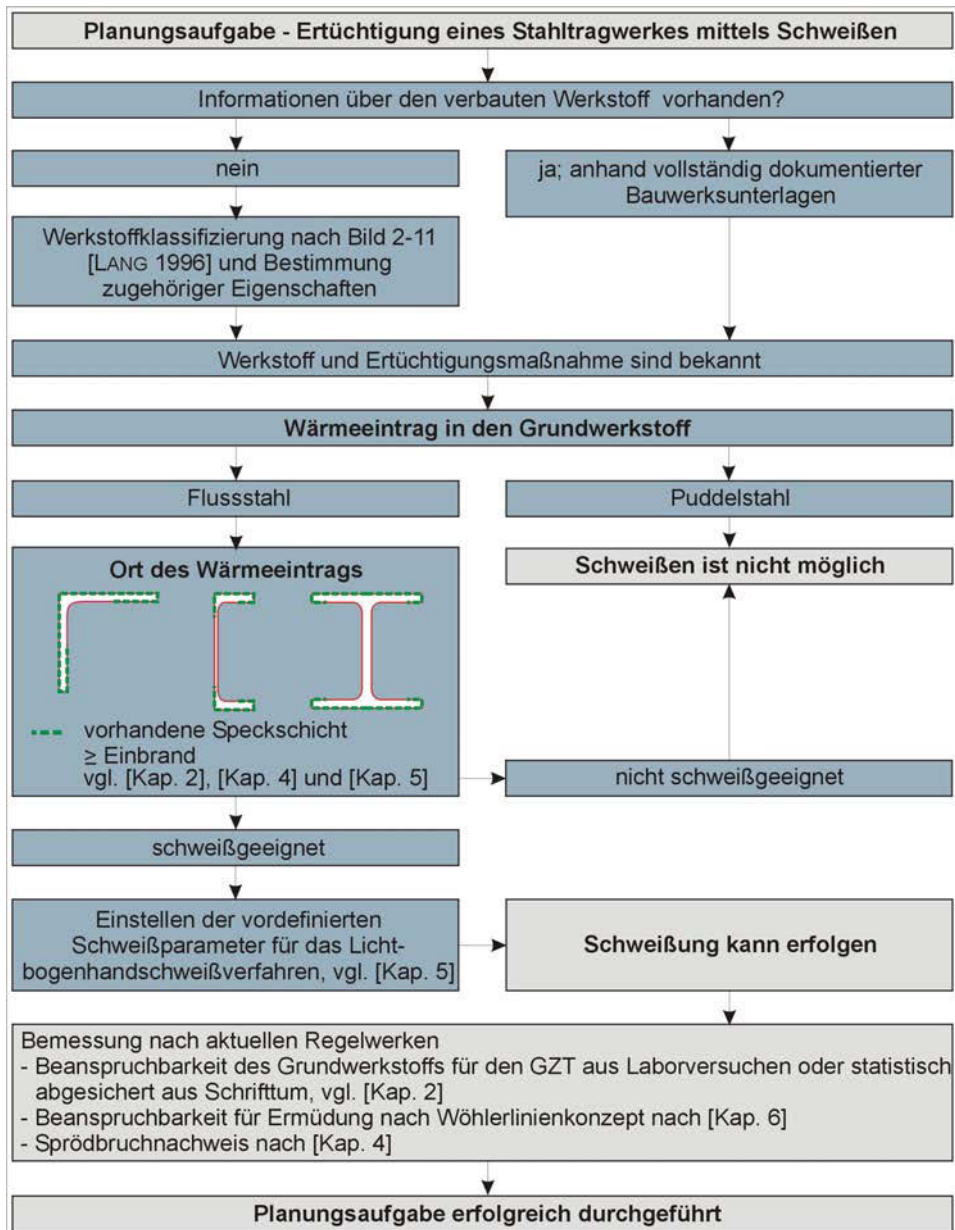 Planungsaufgabe - Ertüchtigung eines Stahltragwerkes mittels Schweißen
Informationen über den verbauten Werkstoff vorhanden?
nein
ja; anhand vollständig dokumentierter
Bauwerksunterlagen
Werkstoffklassifizierung nach Bild 2-11
[LANG 1996] und Bestimmung
zugehöriger Eigenschaften
Werkstoff und Ertüchtigungsmaßnahme sind bekannt
Wärmeeintrag in den Grundwerkstoff
Flussstahl
Puddelstahl
Ort des Wärmeeintrags
Schweißen ist nicht möglich
vorhandene Speckschicht
≥ Einbrand
vgl. [Kap. 2], [Kap. 4] und [Kap. 5]
nicht schweißgeeignet
schweißgeeignet
Einstellen der vordefinierten
Schweißparameter für das Licht-
bogenhandschweißverfahren, vgl. [Kap. 5]
Schweißung kann erfolgen
Bemessung nach aktuellen Regelwerken
- Beanspruchbarkeit des Grundwerkstoffs für den GZT aus Laborversuchen oder statistisch
abgesichert aus Schrifttum, vgl. [Kap. 2]
- Beanspruchbarkeit für Ermüdung nach Wöhlerlinienkonzept nach [Kap. 6]
- Sprödbruchnachweis nach [Kap. 4]
Planungsaufgabe erfolgreich durchgeführt